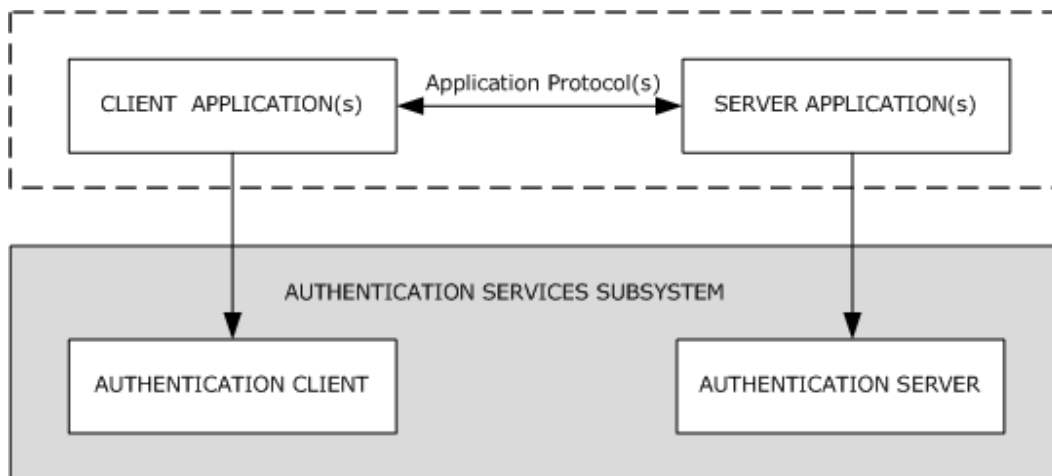 Application Protocol(s)
CLIENT APPLICATION(s)
SERVER APPLICATION(s)
AUTHENTICATION SERVICES SUBSYSTEM
AUTHENTICATION CLIENT
AUTHENTICATION SERVER